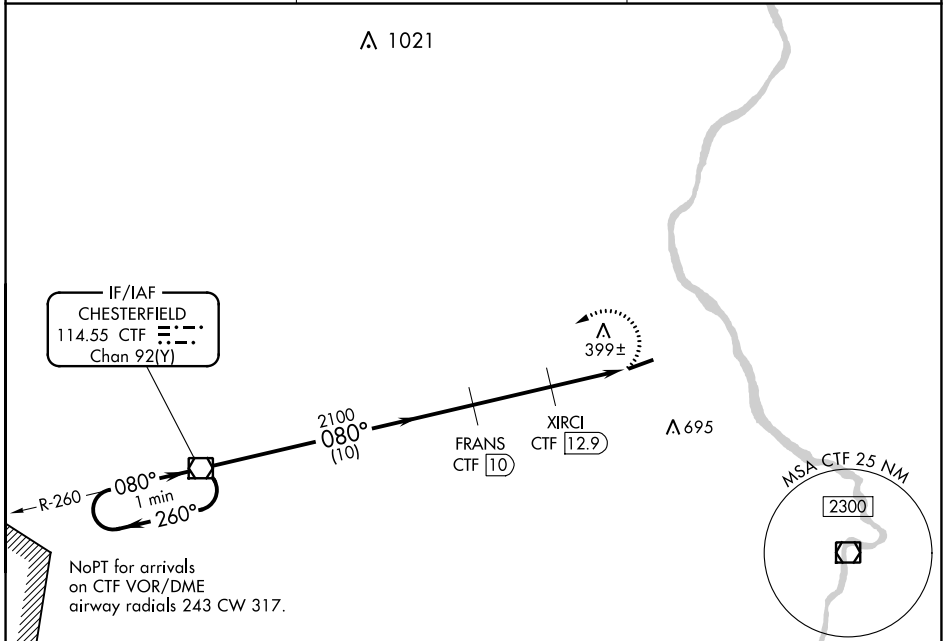 1021
IF/IAF
CHESTERFIELD
114.55 CTF
Chan 92(Y)
399±
2100
080°
(10)
FRANS
CTF 10
XIRCI
CTF 12.9
695
R-260
080°
1 min
260°
MSA CTF 25 NM
2300
NoPT for arrivals
on CTF VOR/DME
airway radials 243 CW 317.